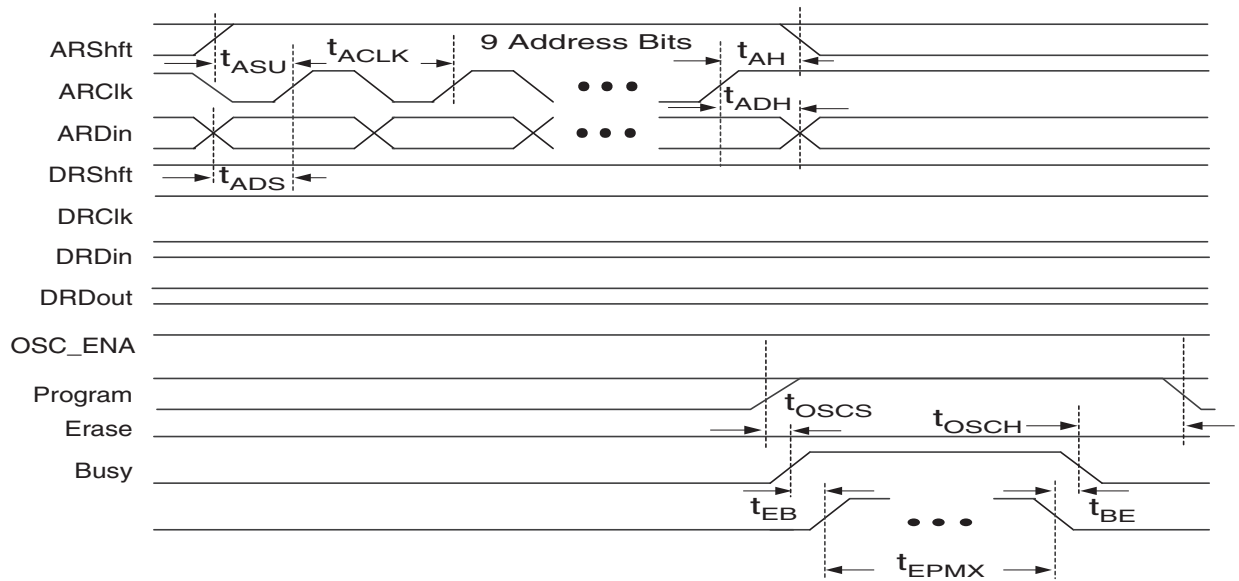 ARShft
tASU
tACLK
9 Address Bits
tAH
ARClk
tADH
ARDin
DRShft
tADS
DRClk
DRDin
DRDout
OSC_ENA
Program
tOSCS
Erase
tOSCH
Busy
tEB
tBE
tEPMX